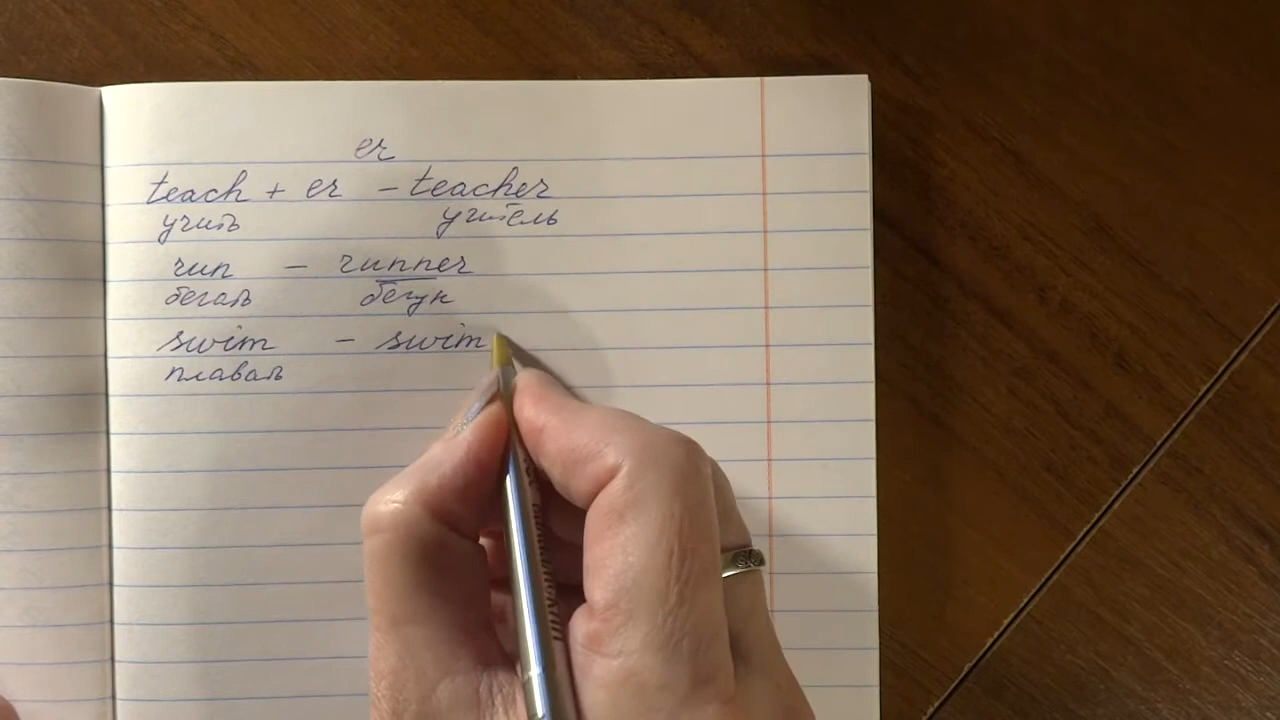 er
teach + er - teacher
учить учитель
run - runner
бегать бегун
swim - swim
плавать